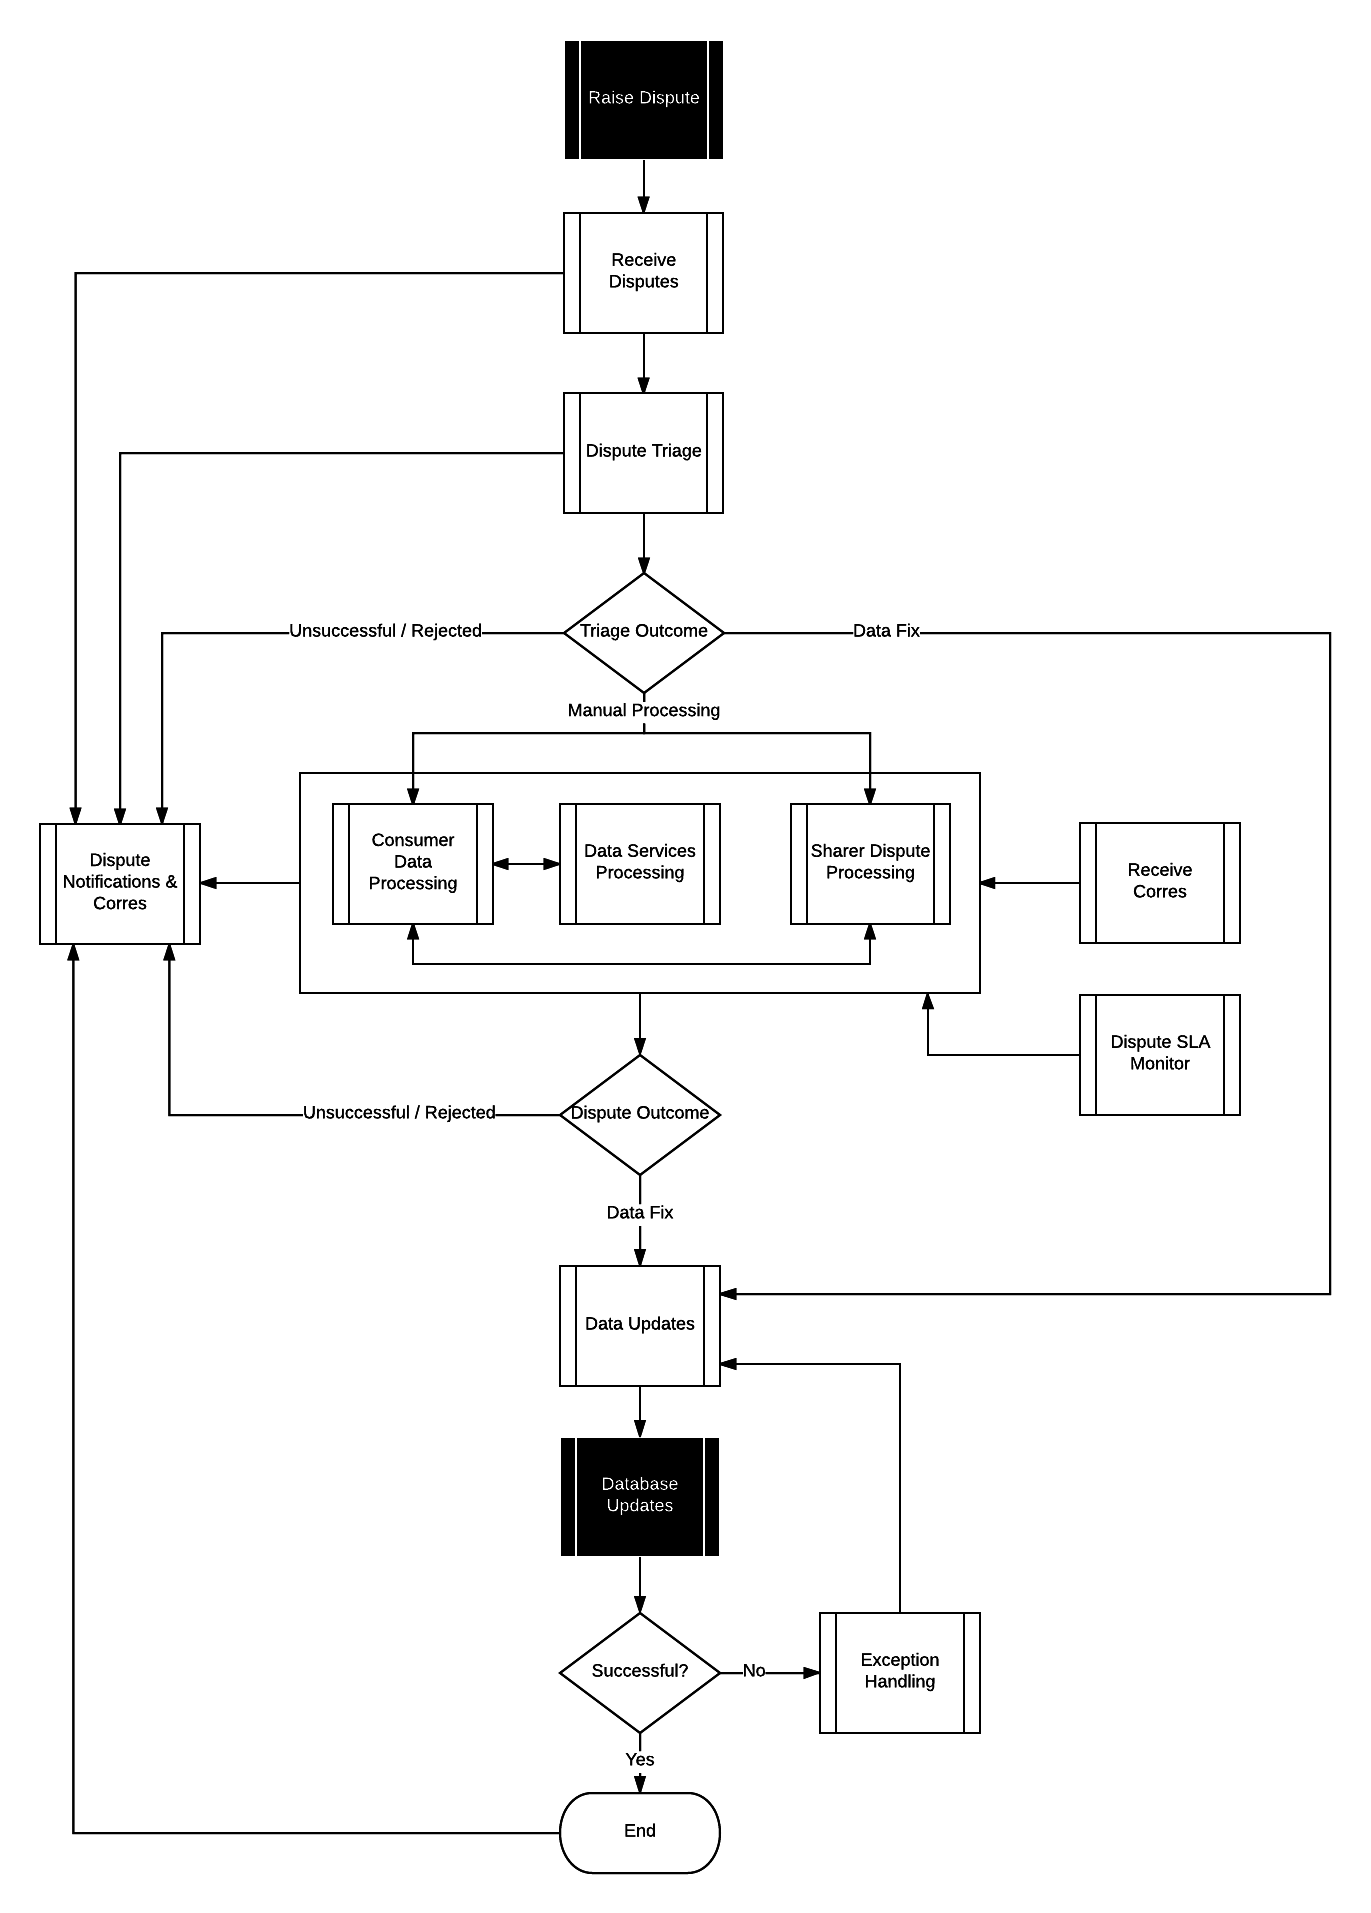 Raise Dispute
Receive
Disputes
Dispute Triage
Unsuccessful / Rejected
Triage Outcome
Data Fix
Manual Processing
Dispute
Notifications &
Corres
Consumer
Data
Processing
Data Services
Processing
Sharer Dispute
Processing
Receive
Corres
Dispute SLA
Monitor
Unsuccessful / Rejected
Dispute Outcome
Data Fix
Data Updates
Database
Updates
Successful?
No
Exception
Handling
Yes
End